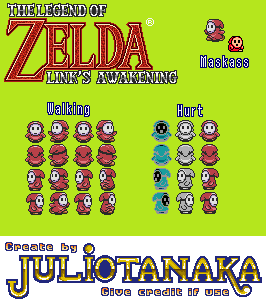 THE LEGEND OF
ZELDA®
LINK'S AWAKENING
Maskass
Walking
Hurt
Create by
JULIOTANAKA
Give credit if use